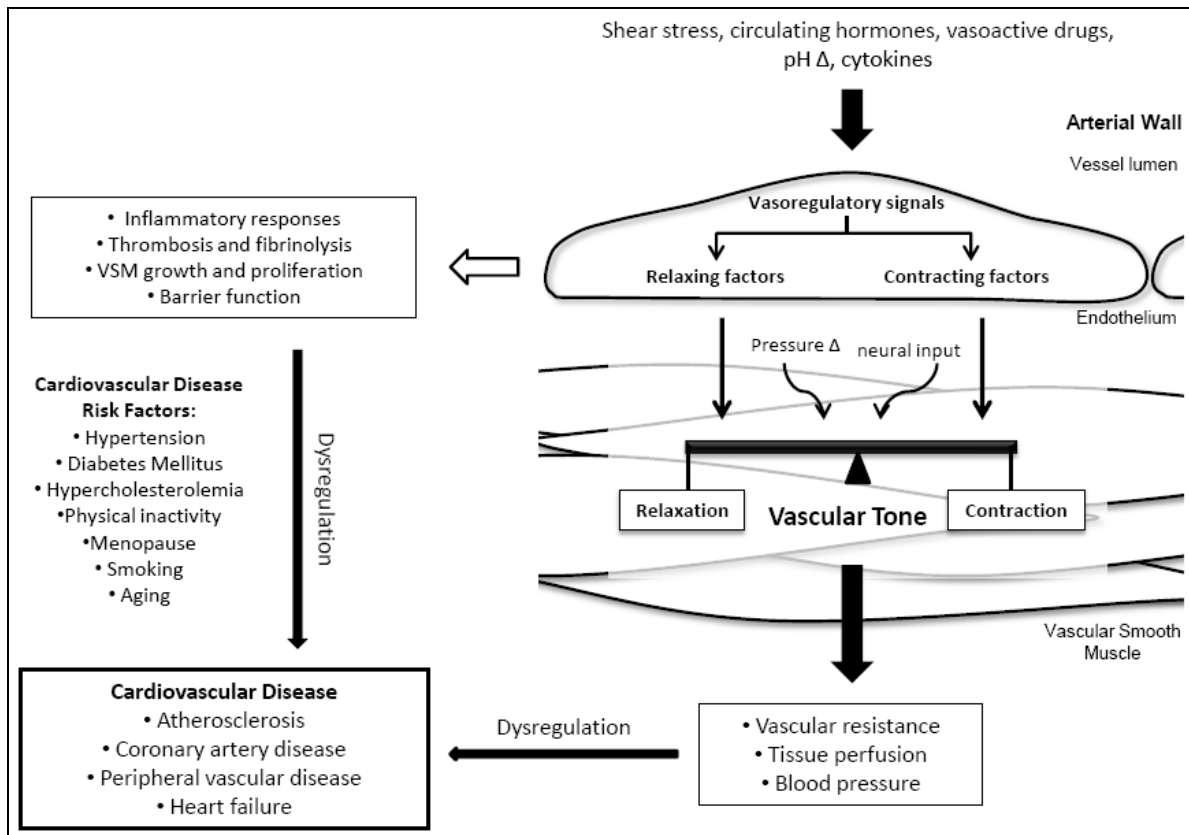 Shear stress, circulating hormones, vasoactive drugs,
pH Δ, cytokines
Arterial Wall
Vessel lumen
Vasoregulatory signals
Relaxing factors
Contracting factors
Endothelium
• Inflammatory responses
• Thrombosis and fibrinolysis
• VSM growth and proliferation
• Barrier function
Pressure Δ
neural input
Cardiovascular Disease
Risk Factors:
• Hypertension
• Diabetes Mellitus
• Hypercholesterolemia
•Physical inactivity
•Menopause
• Smoking
• Aging
Dysregulation
Relaxation
Vascular Tone
Contraction
Vascular Smooth
Muscle
Cardiovascular Disease
• Atherosclerosis
• Coronary artery disease
• Peripheral vascular disease
• Heart failure
Dysregulation
• Vascular resistance
• Tissue perfusion
• Blood pressure